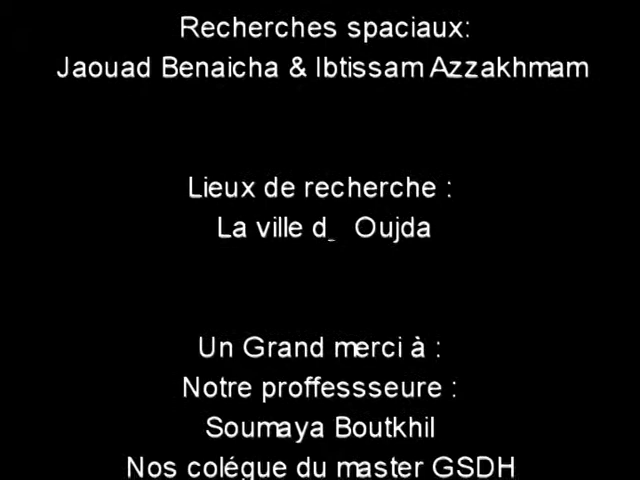 Recherches spaciaux:
Jaouad Benaicha & Ibtissam Azzakhmam
Lieux de recherche :
La ville d_ Oujda
Un Grand merci à :
Notre proffessseure :
Soumaya Boutkhil
Nos colégue du master GSDH